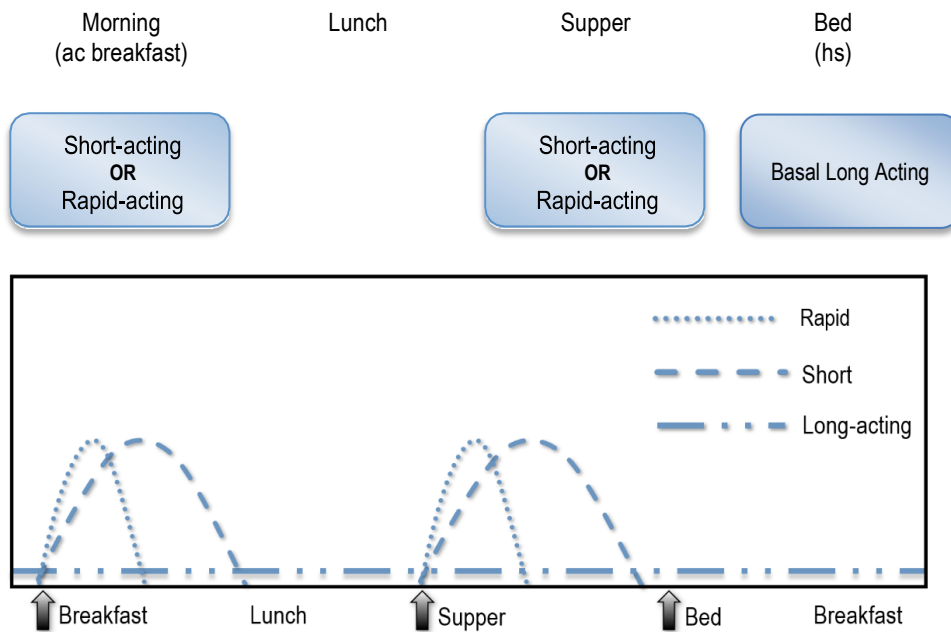 Morning
(ac breakfast)
Lunch
Supper
Bed
(hs)
Short-acting
OR
Rapid-acting
Short-acting
OR
Rapid-acting
Basal Long Acting
Rapid
Short
Long-acting
Breakfast
Lunch
Supper
Bed
Breakfast